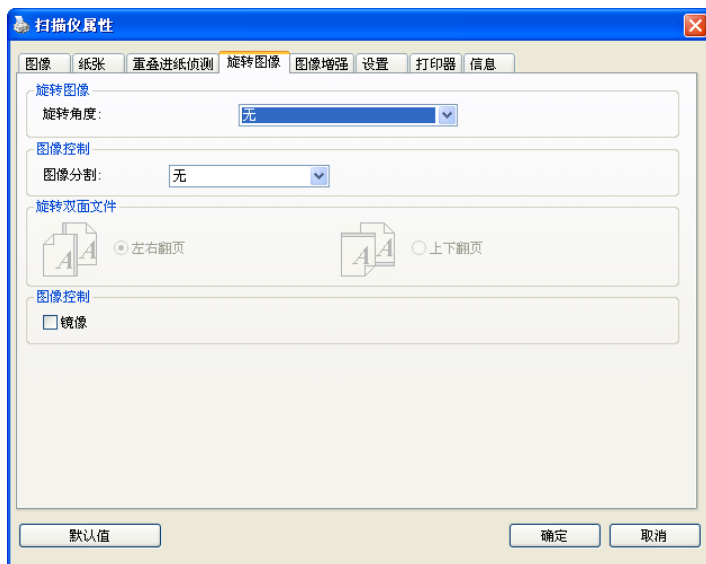 扫描仪属性
图像 纸张 重叠进纸侦测 旋转图像 图像增强 设置 打印器 信息
旋转图像
旋转角度: 无
图像控制
图像分割: 无
旋转双面文件
A A 左右翻页 A A 上下翻页
图像控制
镜像
默认值 确定 取消